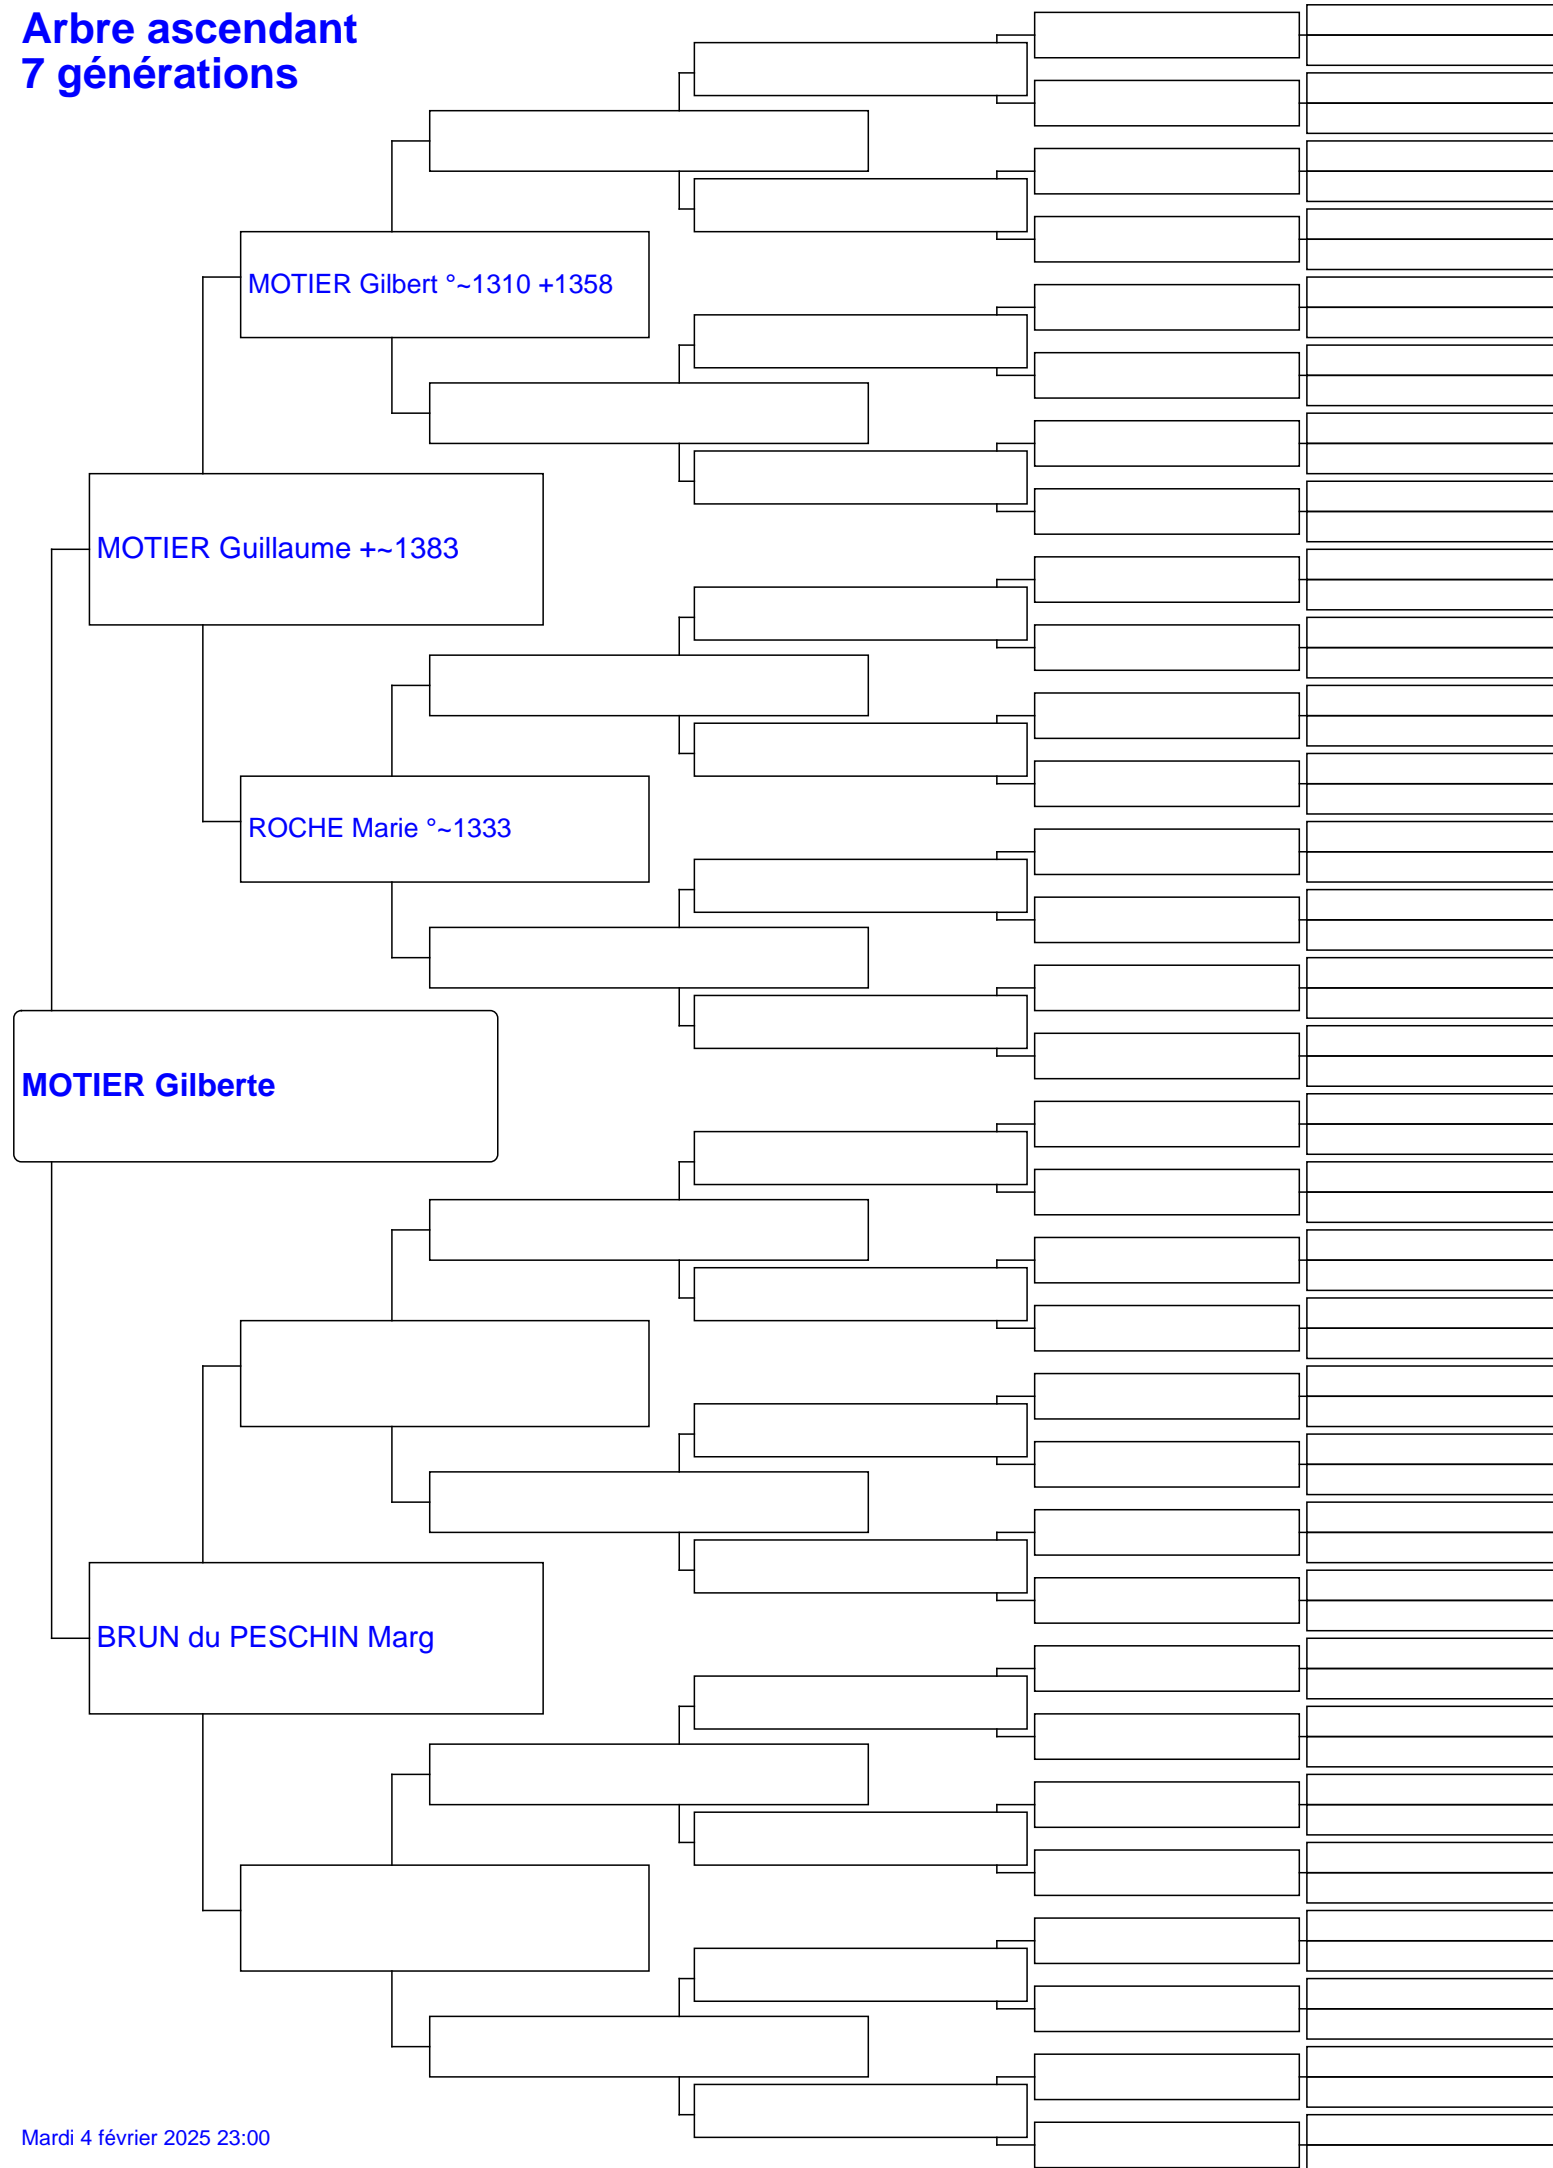 Arbre ascendant
7 générations
MOTIER Gilbert °~1310 +1358
MOTIER Guillaume +~1383
ROCHE Marie °~1333
MOTIER Gilberte
BRUN du PESCHIN Marg
Mardi 4 février 2025 23:00